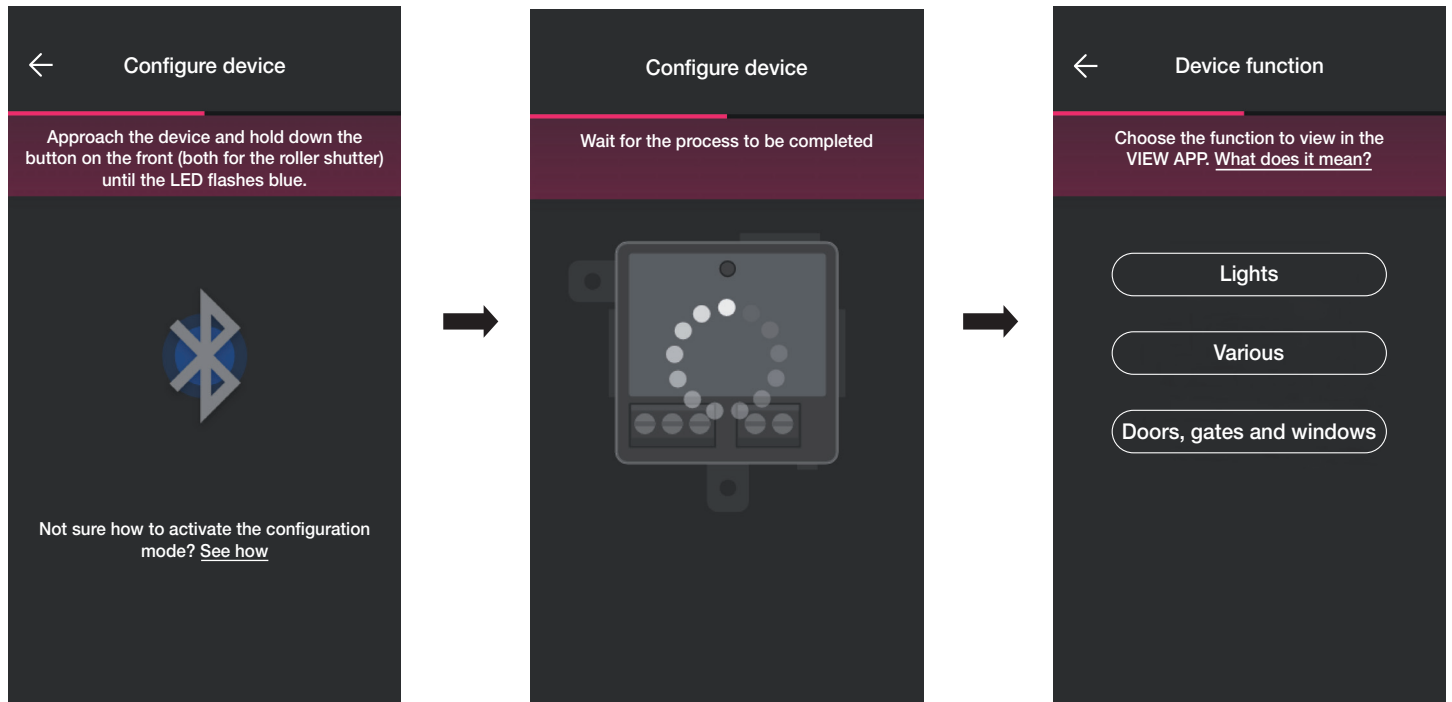 Configure device
Approach the device and hold down the
button on the front (both for the roller shutter)
until the LED flashes blue.
Not sure how to activate the configuration
mode? See how
Configure device
Wait for the process to be completed
Device function
Choose the function to view in the
VIEW APP. What does it mean?
Lights
Various
Doors, gates and windows